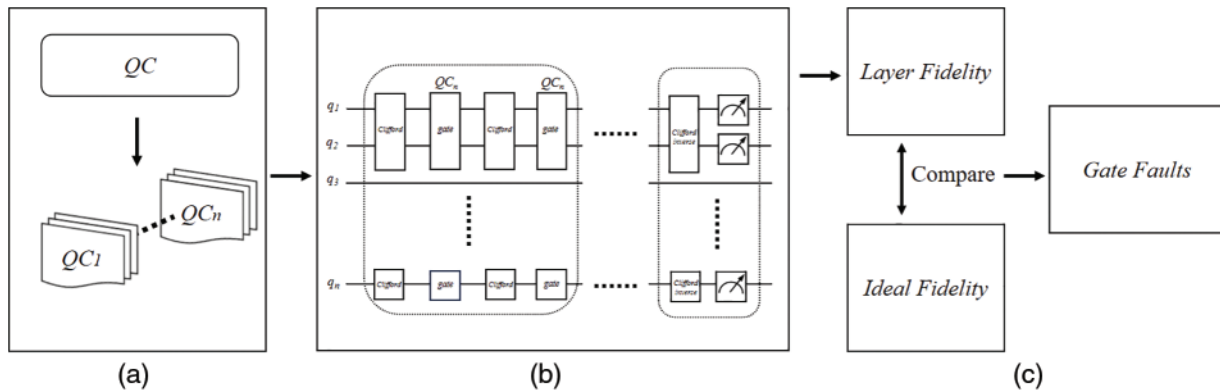 QC
QCn
QC1
(a)
QCn QCn
q1
Clifford gate Clifford gate Clifford inverse
q2
q3
qn
Clifford gate Clifford gate Clifford inverse
(b)
Layer Fidelity
Compare
Gate Faults
Ideal Fidelity
(c)